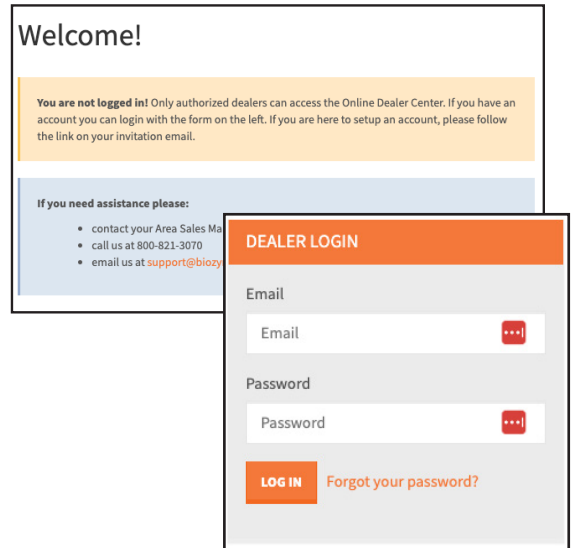 Welcome!
You are not logged in! Only authorized dealers can access the Online Dealer Center. If you have an
account you can login with the form on the left. If you are here to setup an account, please follow
the link on your invitation email.
If you need assistance please:
• contact your Area Sales Ma
• call us at 800-821-3070
• email us at support@biozy
DEALER LOGIN
Email
Email
Password
Password
LOG IN Forgot your password?